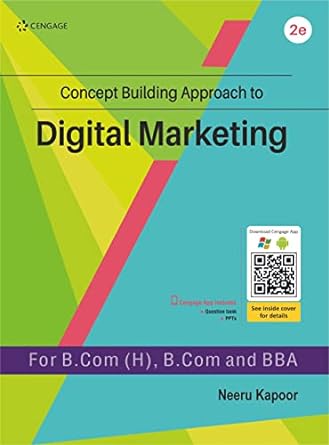 CENGAGE
2e
Concept Building Approach to
Digital Marketing
Download Cengage App
Cengage App includes
Question bank
PPTs
See inside cover
for details
For B.Com (H), B.Com and BBA
Neeru Kapoor